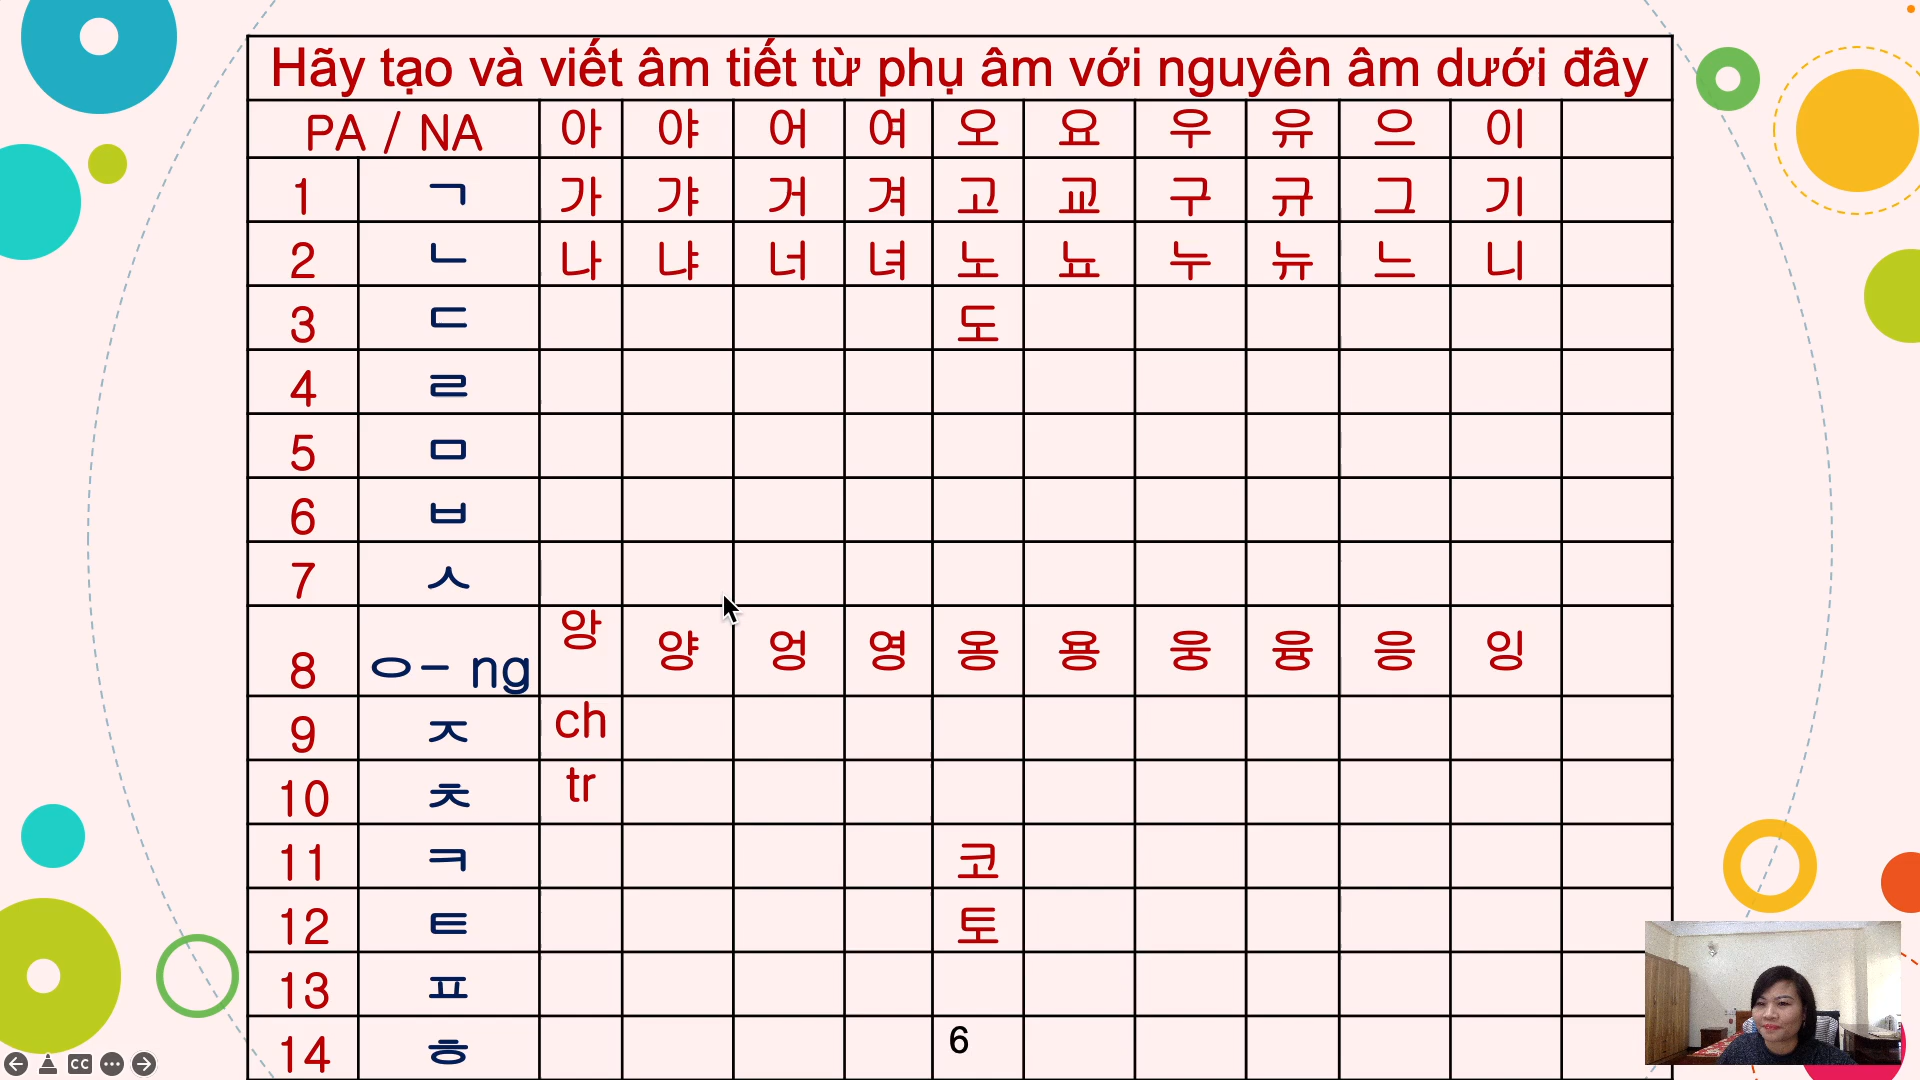 Hãy tạo và viết âm tiết từ phụ âm với nguyên âm dưới đây
PA / NA 아 야 어 여 오 요 우 유 으 이
1 ㄱ 가 갸 거 겨 고 교 구 규 그 기
2 ㄴ 나 냐 너 녀 노 뇨 누 뉴 느 니
3 ㄷ 도
4 ㄹ
5 ㅁ
6 ㅂ
7 ㅅ
8 ㅇ- ng 앙 양 엉 영 옹 용 웅 융 응 잉
9 ㅈ ch
10 ㅊ tr
11 ㅋ 코
12 ㅌ 토
13 ㅍ
14 ㅎ
6
CC